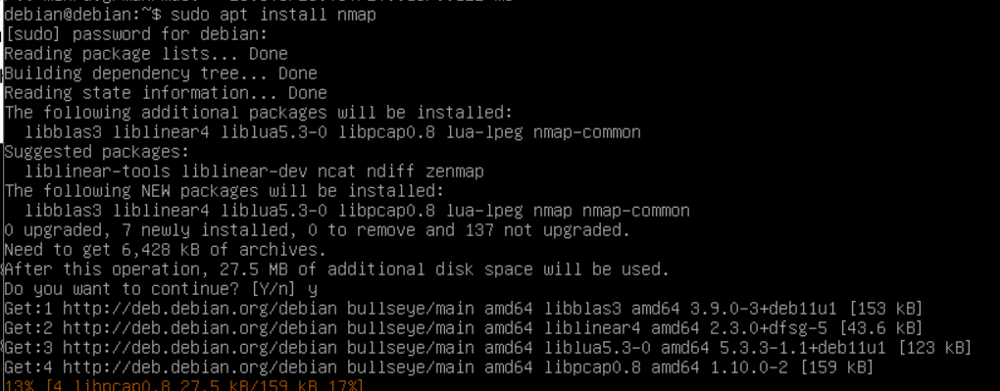 debian@debian:~$ sudo apt install nmap
[sudo] password for debian:
Reading package lists... Done
Building dependency tree... Done
Reading state information... Done
The following additional packages will be installed:
  libblas3 liblinear4 liblua5.3-0 libpcap0.8 lua-lpeg nmap-common
Suggested packages:
  liblinear-tools liblinear-dev ncat ndiff zenmap
The following NEW packages will be installed:
  libblas3 liblinear4 liblua5.3-0 libpcap0.8 lua-lpeg nmap nmap-common
0 upgraded, 7 newly installed, 0 to remove and 137 not upgraded.
Need to get 6,428 kB of archives.
After this operation, 27.5 MB of additional disk space will be used.
Do you want to continue? [Y/n] y
Get:1 http://deb.debian.org/debian bullseye/main amd64 libblas3 amd64 3.9.0-3+deb11u1 [153 kB]
Get:2 http://deb.debian.org/debian bullseye/main amd64 liblinear4 amd64 2.3.0+dfsg-5 [43.6 kB]
Get:3 http://deb.debian.org/debian bullseye/main amd64 liblua5.3-0 amd64 5.3.3-1.1+deb11u1 [123 kB]
Get:4 http://deb.debian.org/debian bullseye/main amd64 libpcap0.8 amd64 1.10.0-2 [159 kB]
13% [4 libpcap0.8 27.5 kB/159 kB 17%]